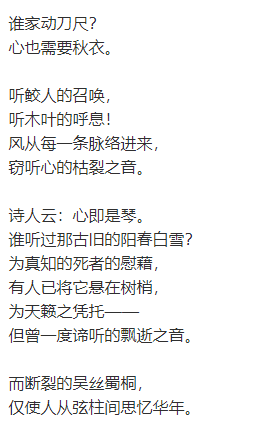 谁家动刀尺?
心也需要秋衣。
听鲛人的召唤,
听木叶的呼息!
风从每一条脉络进来,
窃听心的枯裂之音。
诗人云：心即是琴。
谁听过那古旧的阳春白雪?
为真知的死者的慰藉,
有人已将它悬在树梢,
为天籁之凭托——
但曾一度谛听的飘逝之音。
而断裂的吴丝蜀桐,
仅使人从弦柱间思忆华年。